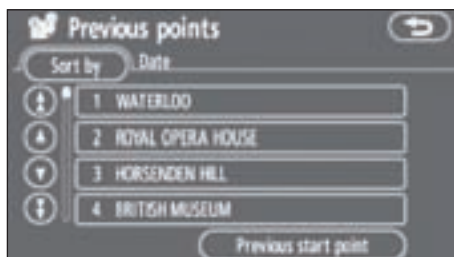 Previous points
Sort by Date
1 WATERLOO
2 ROYAL OPERA HOUSE
3 HORSENDEN HILL
4 BRITISH MUSEUM
Previous start point